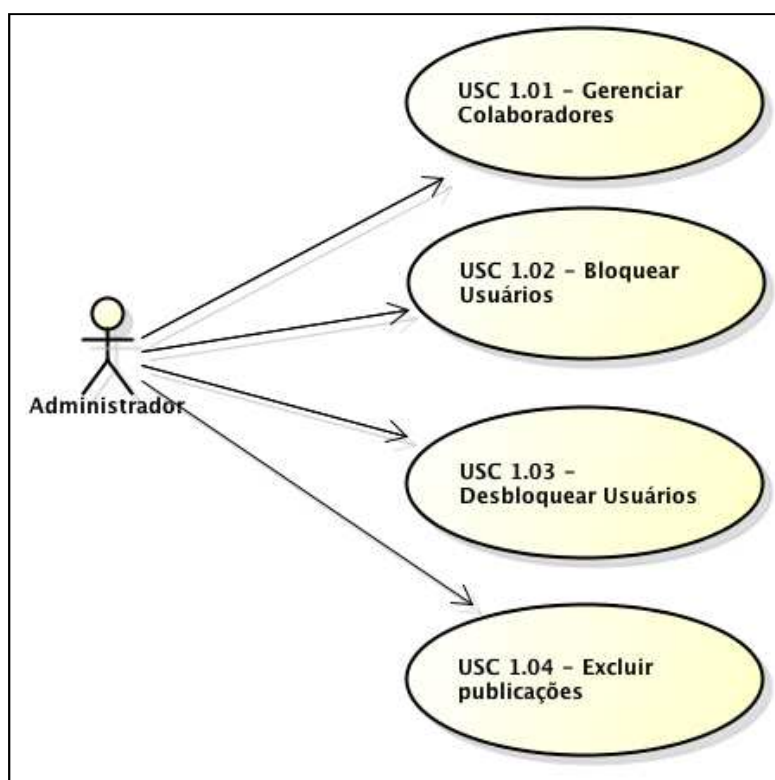 USC 1.01 – Gerenciar
Colaboradores
USC 1.02 – Bloquear
Usuários
Administrador
USC 1.03 –
Desbloquear Usuários
USC 1.04 – Excluir
publicações